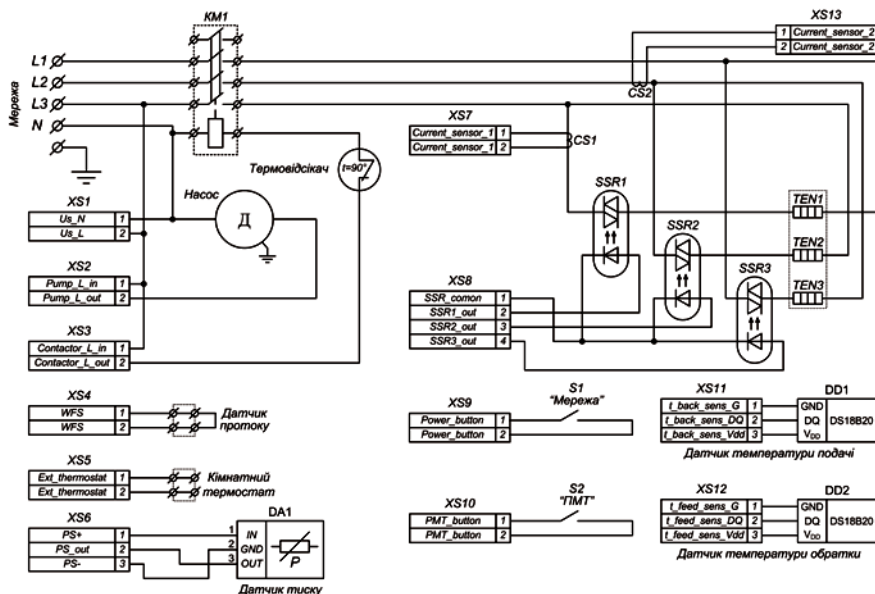 KM1
XS13
1 Current_sensor_2
2 Current_sensor_2
L1
L2
L3
N
Мережа
CS2
XS7
Current_sensor_1 1
Current_sensor_1 2
CS1
Термовідсікач
t=90°
Насос
Д
XS1
Us_N 1
Us_L 2
XS2
Pump_L_in 1
Pump_L_out 2
XS3
Contactor_L_in 1
Contactor_L_out 2
SSR1
SSR2
SSR3
TEN1
TEN2
TEN3
XS8
SSR_comon 1
SSR1_out 2
SSR2_out 3
SSR3_out 4
XS4
WFS 1
WFS 2
Датчик
протоку
XS5
Ext_thermostat 1
Ext_thermostat 2
Кімнатний
термостат
XS6
PS+ 1
PS_out 2
PS- 3
DA1
1 IN
2 GND
3 OUT
P
Датчик тиску
XS9
Power_button 1
Power_button 2
S1
"Мережа"
XS10
PMT_button 1
PMT_button 2
S2
"ПМТ"
XS11
t_back_sens_G 1
t_back_sens_DQ 2
t_back_sens_Vdd 3
DD1
GND
DQ
VDD
DS18B20
Датчик температури подачі
XS12
t_feed_sens_G 1
t_feed_sens_DQ 2
t_feed_sens_Vdd 3
DD2
GND
DQ
VDD
DS18B20
Датчик температури обратки